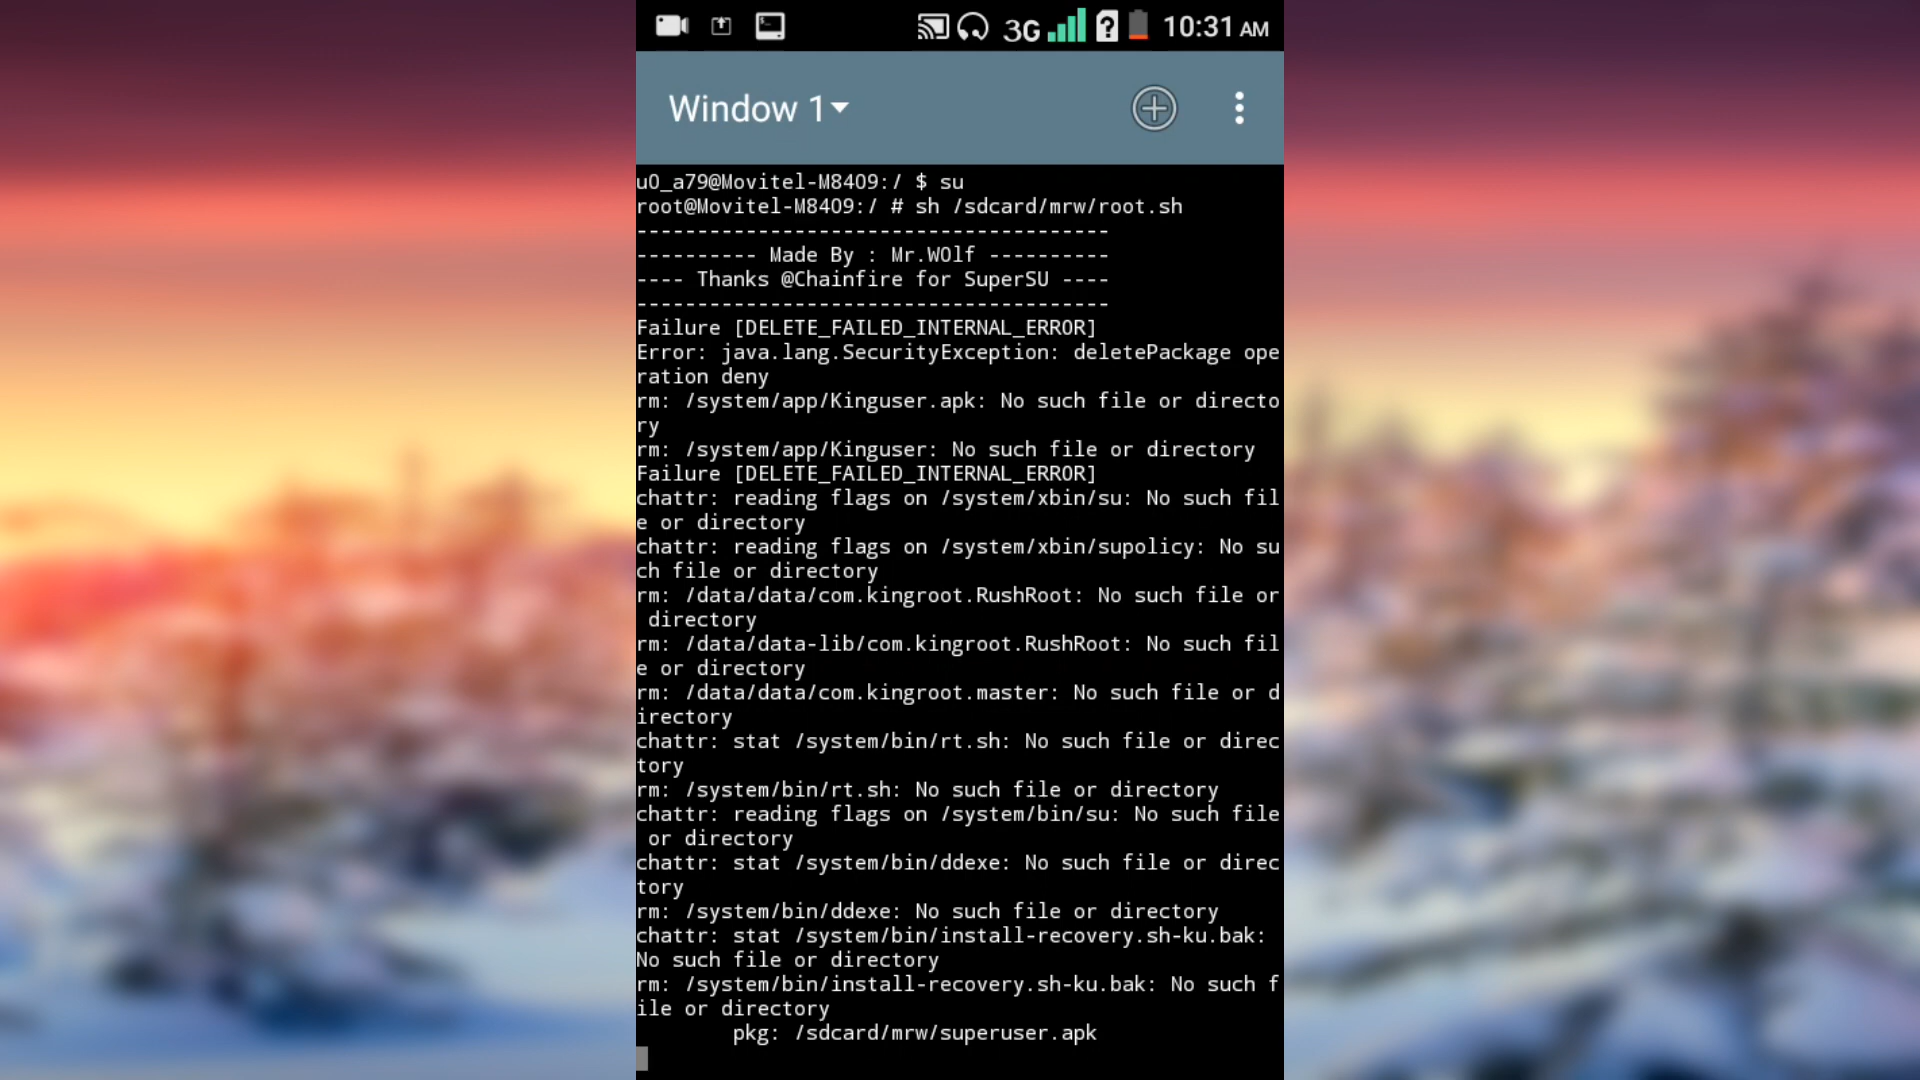 3G 10:31 AM
Window 1
u0_a79@Movitel-M8409:/ $ su
root@Movitel-M8409:/ # sh /sdcard/mrw/root.sh
---------------------------------------
---------- Made By : Mr.W0lf ----------
---- Thanks @Chainfire for SuperSU ----
---------------------------------------
Failure [DELETE_FAILED_INTERNAL_ERROR]
Error: java.lang.SecurityException: deletePackage ope
ration deny
rm: /system/app/Kinguser.apk: No such file or directo
ry
rm: /system/app/Kinguser: No such file or directory
Failure [DELETE_FAILED_INTERNAL_ERROR]
chattr: reading flags on /system/xbin/su: No such fil
e or directory
chattr: reading flags on /system/xbin/supolicy: No su
ch file or directory
rm: /data/data/com.kingroot.RushRoot: No such file or
 directory
rm: /data/data-lib/com.kingroot.RushRoot: No such fil
e or directory
rm: /data/data/com.kingroot.master: No such file or d
irectory
chattr: stat /system/bin/rt.sh: No such file or direc
tory
rm: /system/bin/rt.sh: No such file or directory
chattr: reading flags on /system/bin/su: No such file
 or directory
chattr: stat /system/bin/ddexe: No such file or direc
tory
rm: /system/bin/ddexe: No such file or directory
chattr: stat /system/bin/install-recovery.sh-ku.bak:
No such file or directory
rm: /system/bin/install-recovery.sh-ku.bak: No such f
ile or directory
        pkg: /sdcard/mrw/superuser.apk